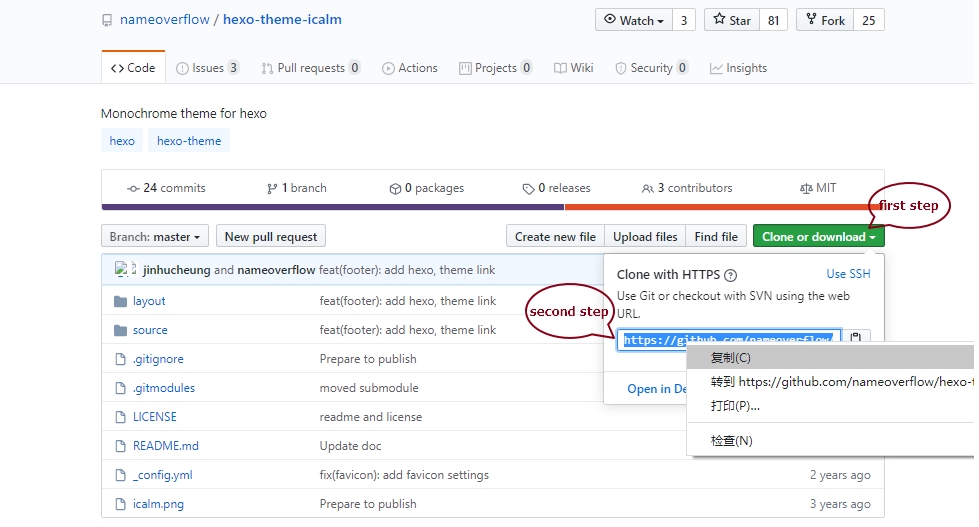 nameoverflow / hexo-theme-icalm
Watch 3 Star 81 Fork 25
Code Issues 3 Pull requests 0 Actions Projects 0 Wiki Security 0 Insights
Monochrome theme for hexo
hexo hexo-theme
24 commits 1 branch 0 packages 0 releases 3 contributors MIT
first step
Branch: master New pull request Create new file Upload files Find file Clone or download
jinhucheung and nameoverflow feat(footer): add hexo, theme link
Clone with HTTPS Use SSH
Use Git or checkout with SVN using the web
URL.
second step
https://github.com/nameoverflow/
layout feat(footer): add hexo, theme link
source feat(footer): add hexo, theme link
.gitignore Prepare to publish
.gitmodules moved submodule
LICENSE readme and license
README.md Update doc
_config.yml fix(favicon): add favicon settings 2 years ago
icalm.png Prepare to publish 3 years ago
Open in De
复制(C)
转到 https://github.com/nameoverflow/hexo-t
打印(P)...
检查(N)